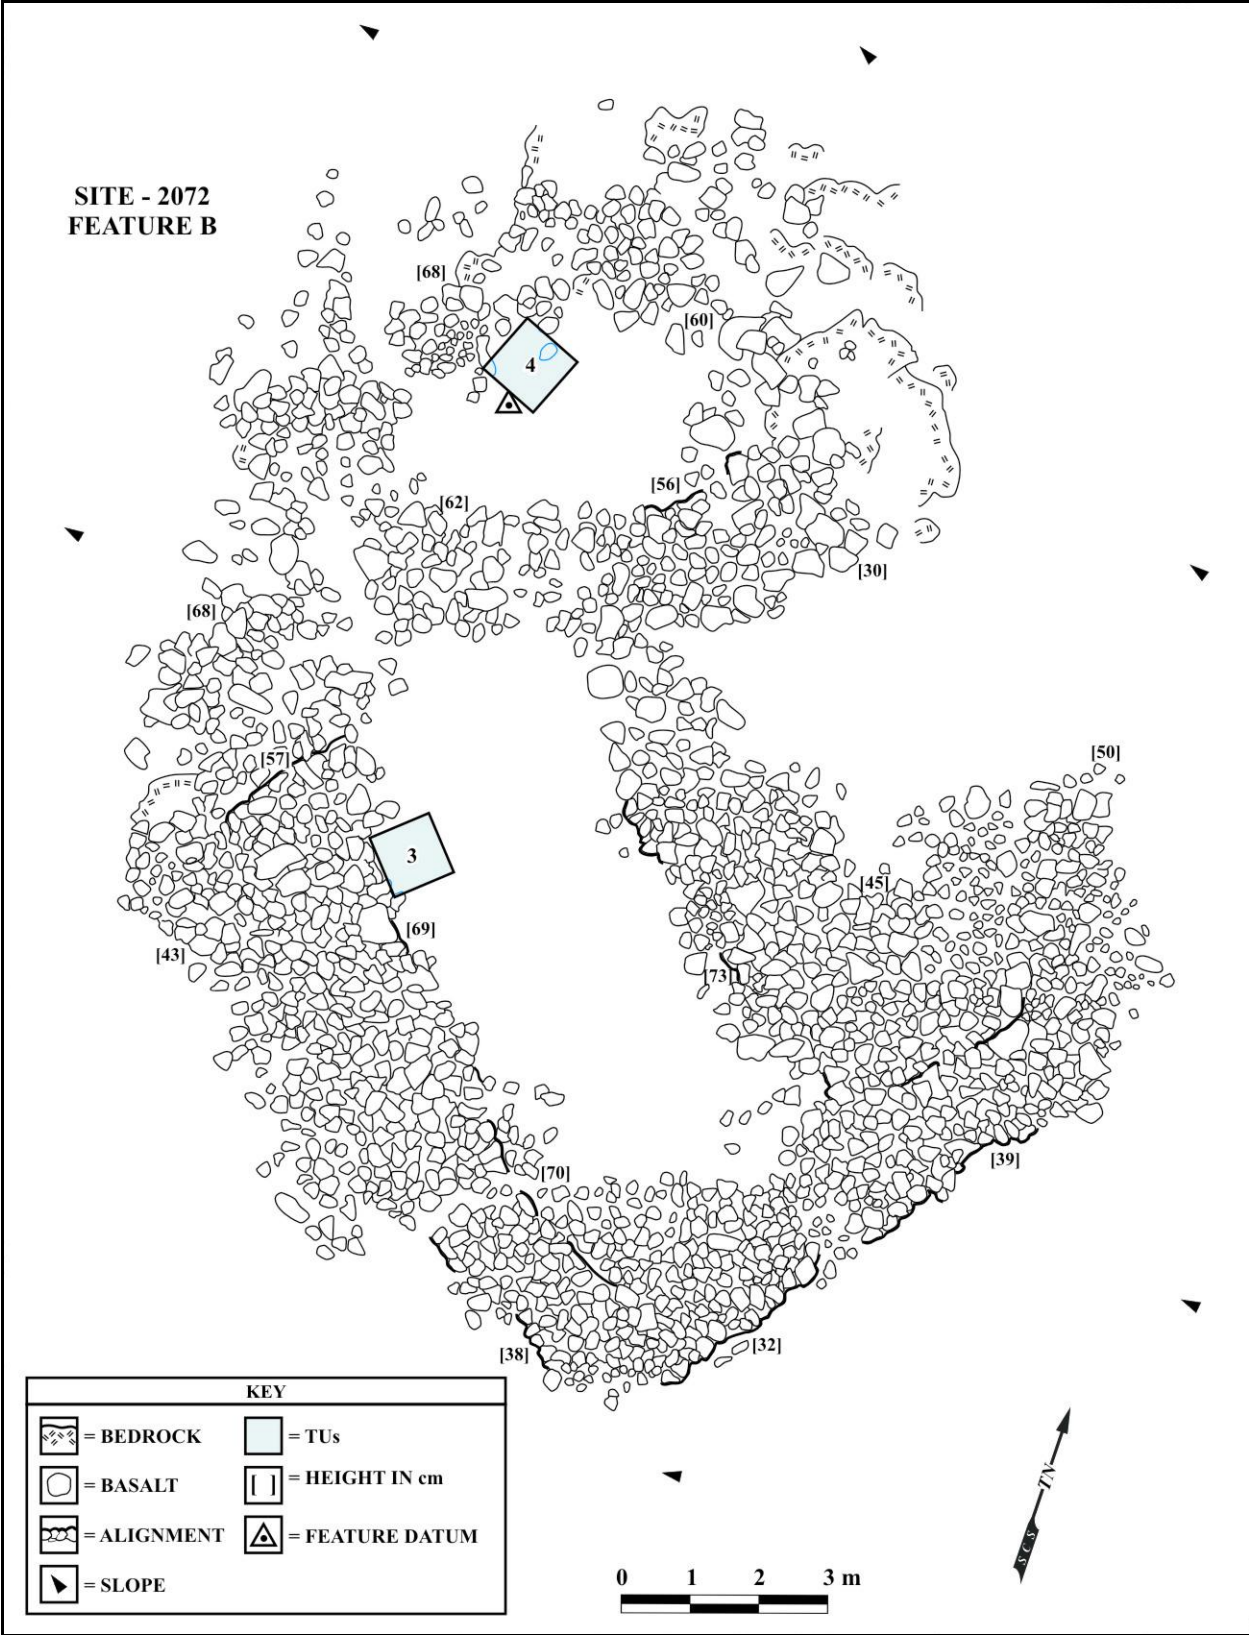 SITE - 2072
FEATURE B
[68]
[60]
4
[56]
[62]
[30]
[68]
[50]
[57]
3
[45]
[69]
[43]
[73]
[39]
[70]
[32]
[38]
KEY
= BEDROCK
= TUs
= BASALT
[ ] = HEIGHT IN cm
= ALIGNMENT
= FEATURE DATUM
= SLOPE
0 1 2 3 m
TN
SCS